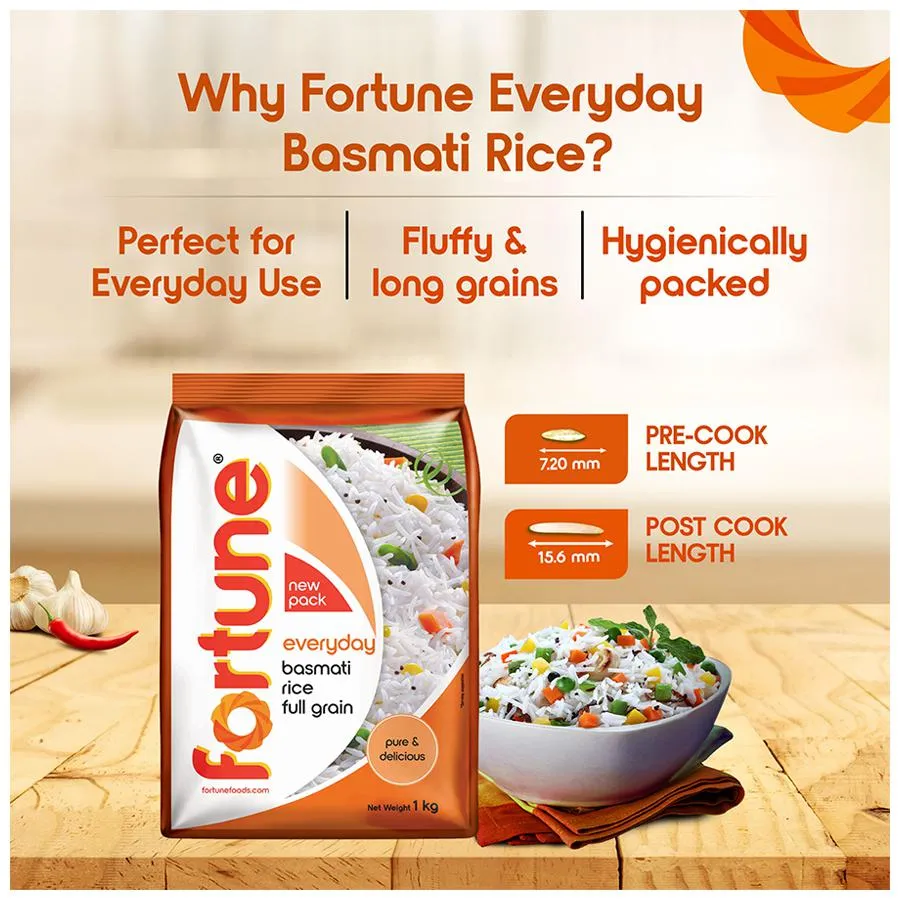 Why Fortune Everyday
Basmati Rice?
Perfect for
Everyday Use
Fluffy &
long grains
Hygienically
packed
fortune®
new
pack
everyday
basmati
rice
full grain
pure &
delicious
fortunefoods.com
Net Weight 1 kg
7.20 mm
PRE-COOK
LENGTH
15.6 mm
POST COOK
LENGTH